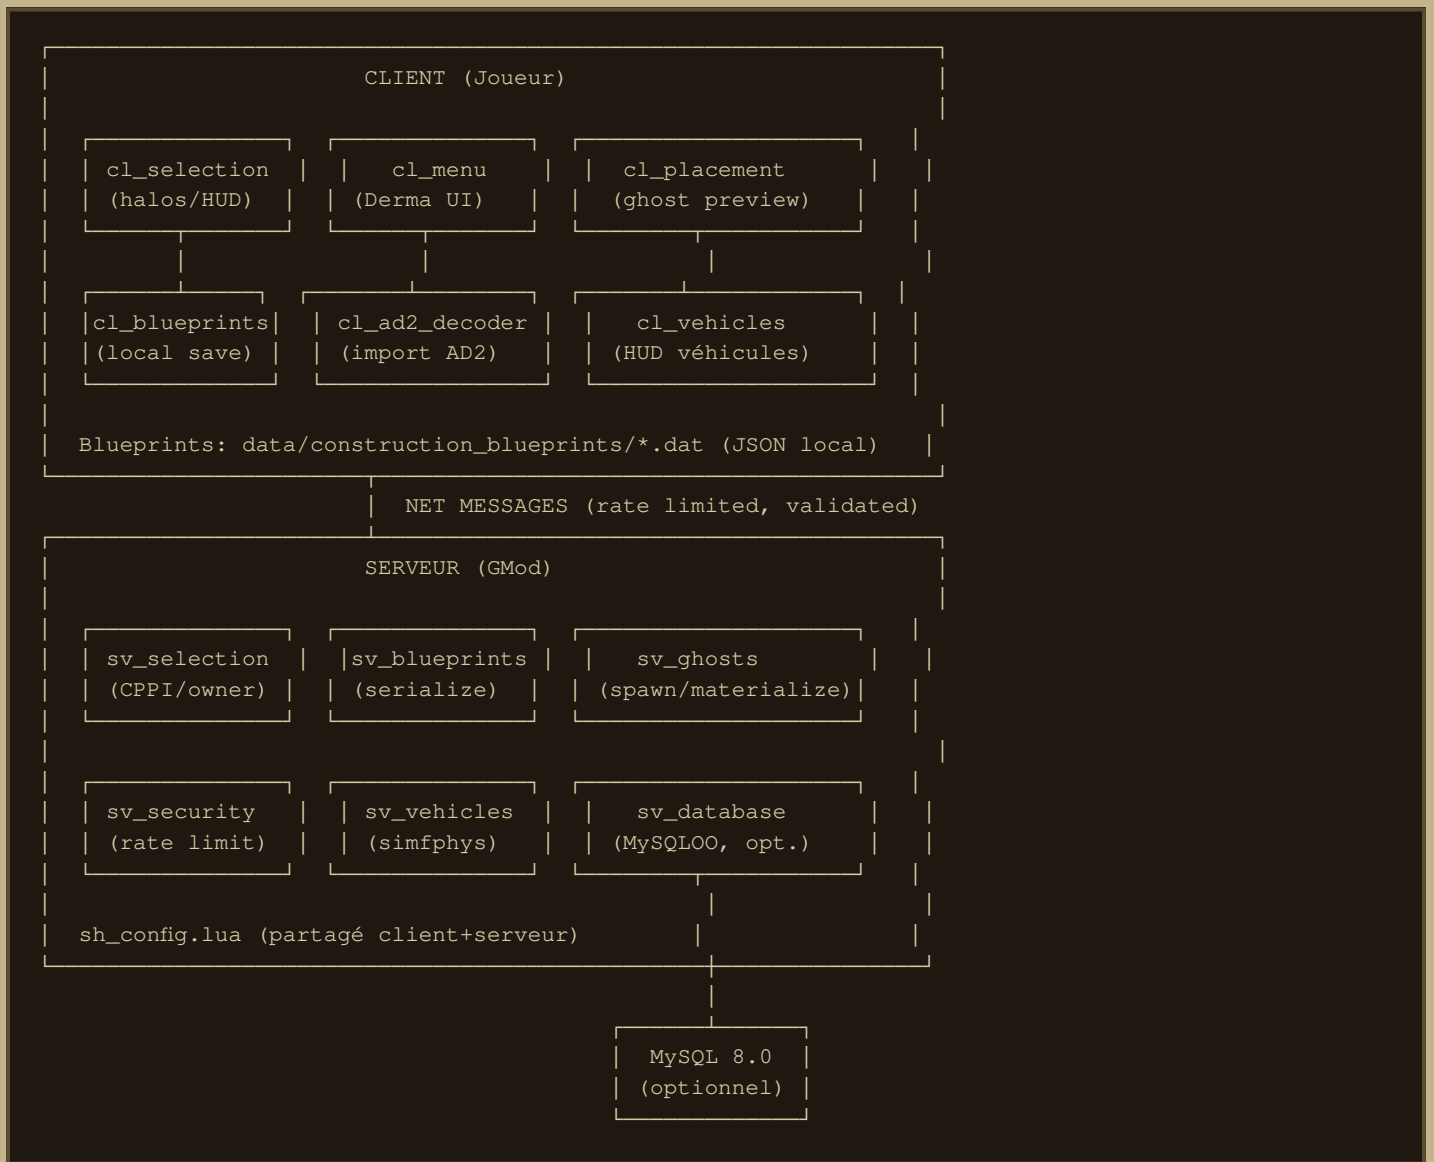 CLIENT (Joueur)
cl_selection cl_menu cl_placement
(halos/HUD) (Derma UI) (ghost preview)
cl_blueprints cl_ad2_decoder cl_vehicles
(local save) (import AD2) (HUD véhicules)
Blueprints: data/construction_blueprints/*.dat (JSON local)
NET MESSAGES (rate limited, validated)
SERVEUR (GMod)
sv_selection sv_blueprints sv_ghosts
(CPPI/owner) (serialize) (spawn/materialize)
sv_security sv_vehicles sv_database
(rate limit) (simfphys) (MySQLOO, opt.)
sh_config.lua (partagé client+serveur)
MySQL 8.0
(optionnel)